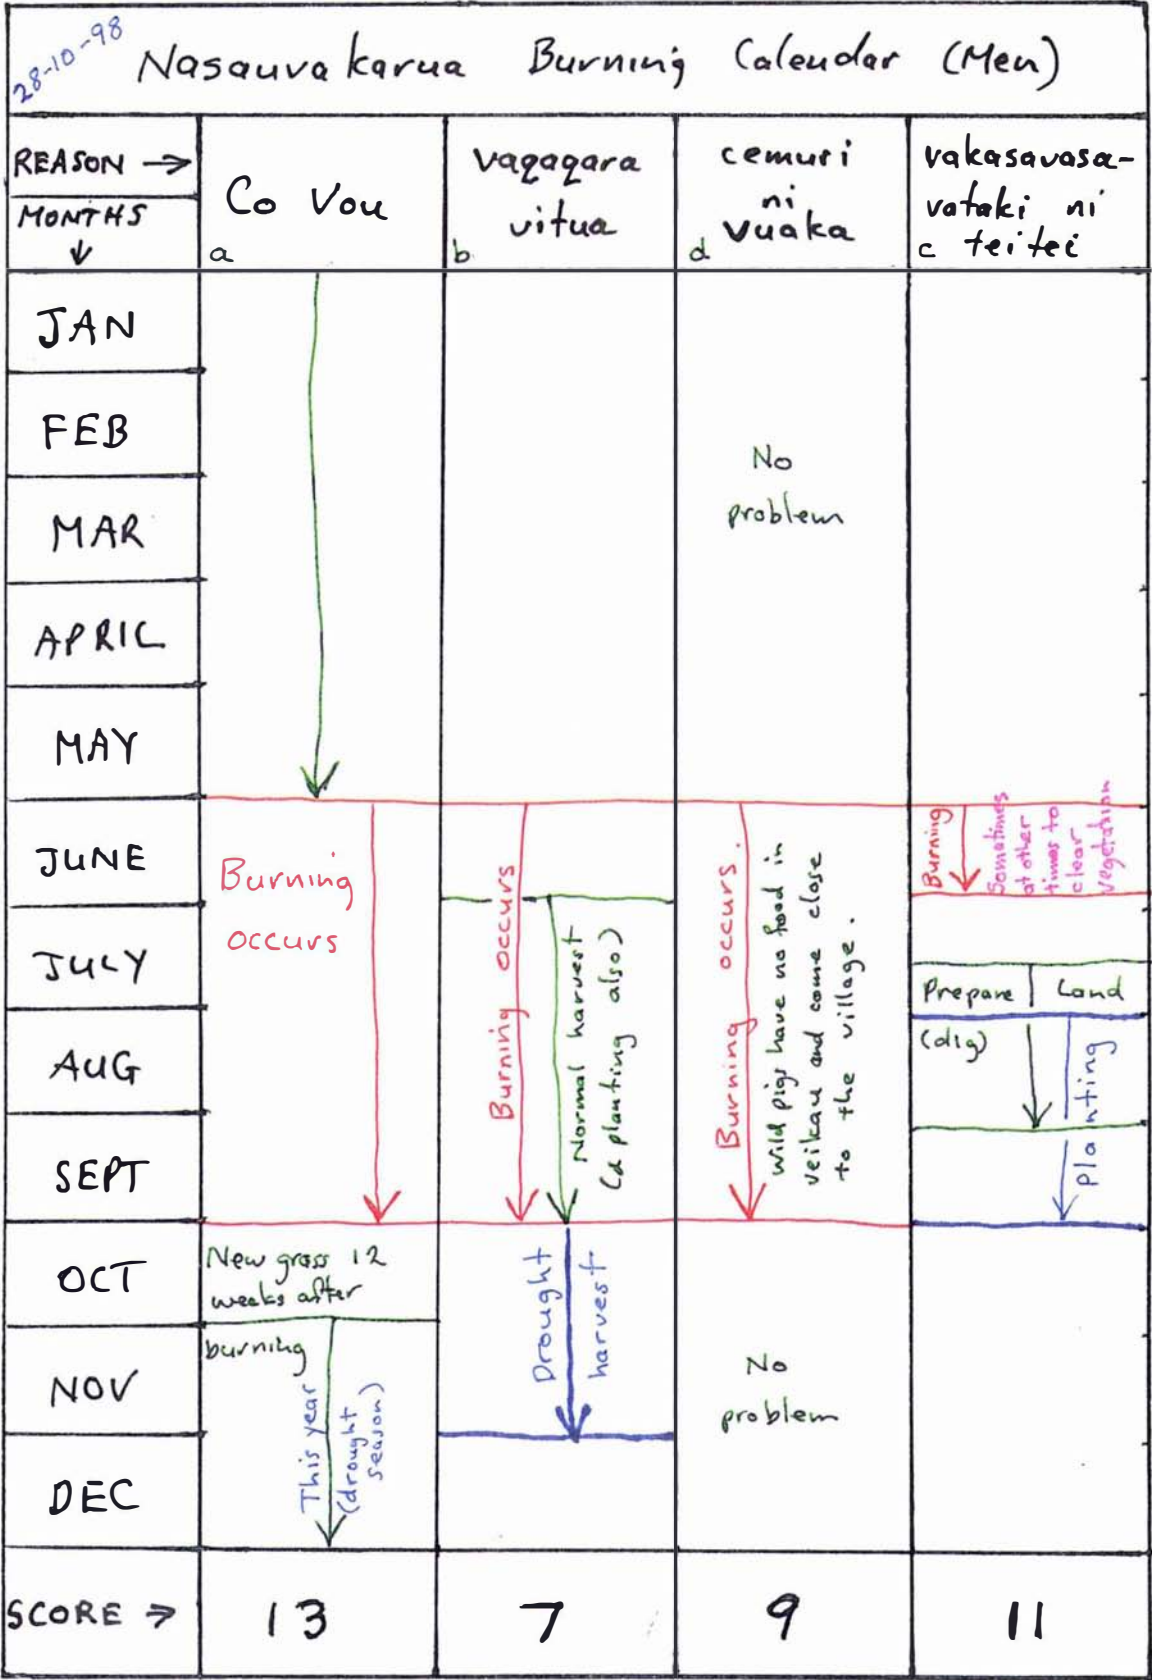 28-10-98
Nasauvakarua Burning Calendar (Men)
REASON →
MONTHS
↓
a
Co Vou
b
vaqaqara
vitua
d
cemuri
ni
vuaka
c
vakasavasa-
vataki ni
teitei
JAN
FEB
MAR
APRIL
MAY
JUNE
JULY
AUG
SEPT
OCT
NOV
DEC
Burning
occurs
New grass 12
weeks after
burning
This year
(drought
season)
Burning occurs
Normal harvest
(& planting also)
Drought
harvest
No
problem
Burning occurs.
Wild pigs have no food in
veikau and come close
to the village.
No
problem
Burning
Sometimes
at other
times to
clear
vegetation
Prepare Land
(dig)
planting
SCORE →
13
7
9
11